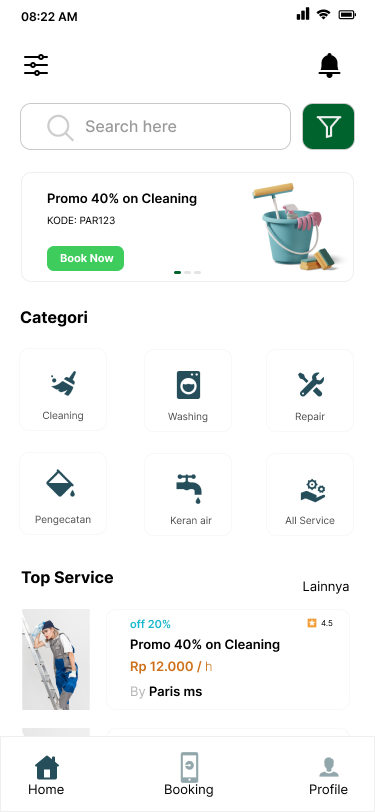 08:22 AM
Search here
Promo 40% on Cleaning
KODE: PAR123
Book Now
Categori
Cleaning
Washing
Repair
Pengecatan
Keran air
All Service
Top Service
Lainnya
off 20%
4.5
Promo 40% on Cleaning
Rp 12.000 / h
By Paris ms
Home
Booking
Profile